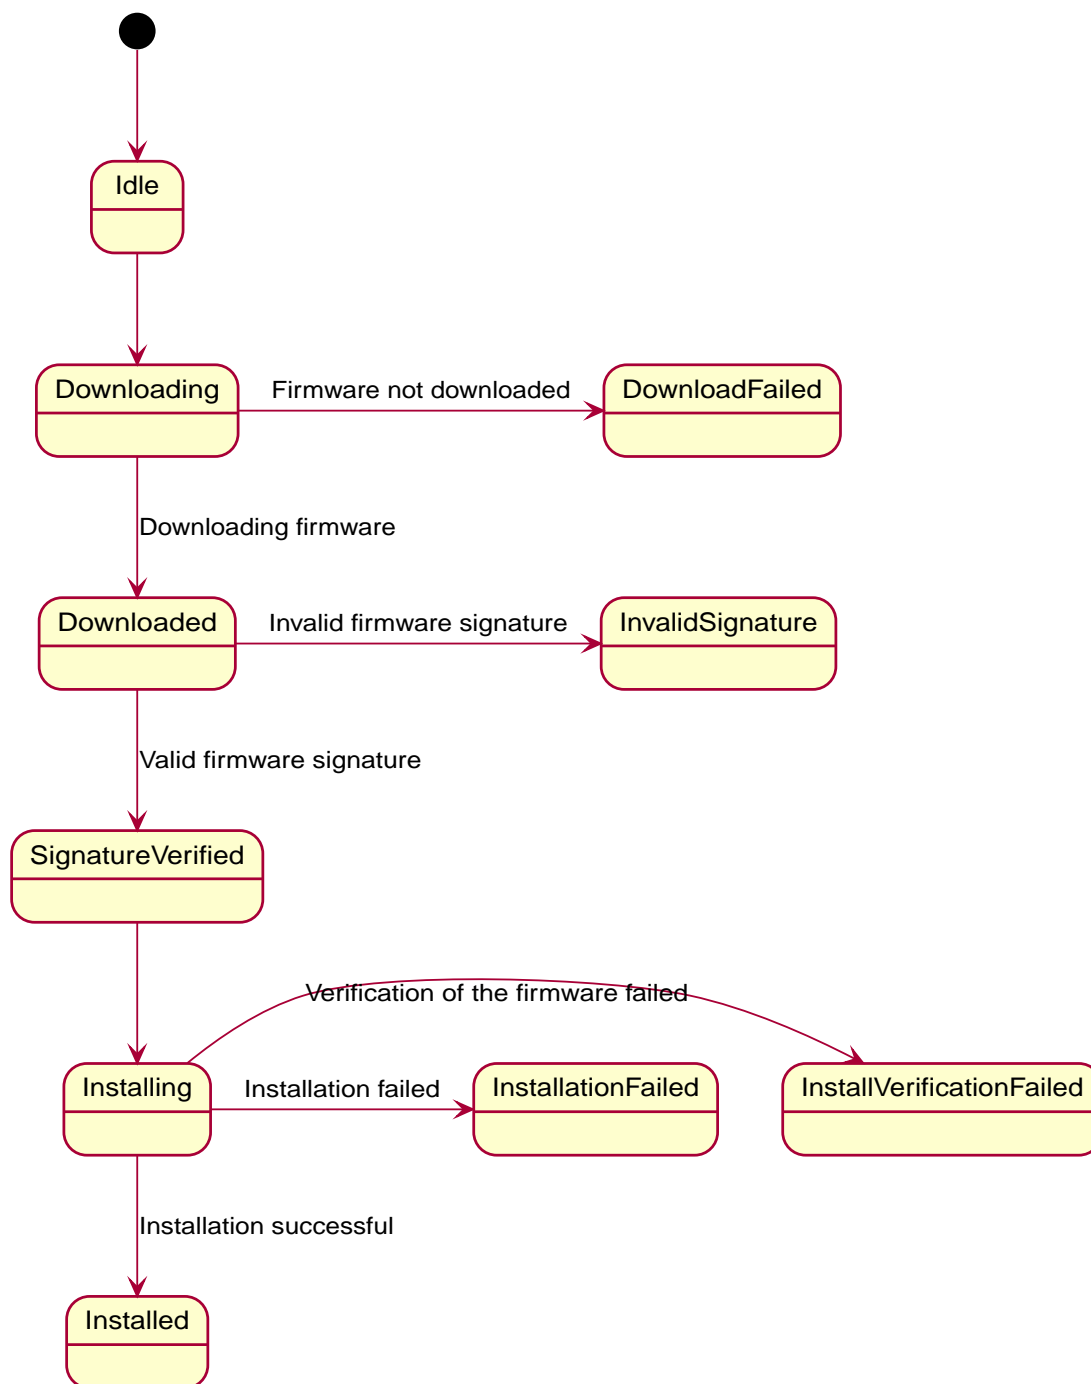 Idle
Downloading
Firmware not downloaded
DownloadFailed
Downloading firmware
Downloaded
Invalid firmware signature
InvalidSignature
Valid firmware signature
SignatureVerified
Verification of the firmware failed
Installing
Installation failed
InstallationFailed
InstallVerificationFailed
Installation successful
Installed